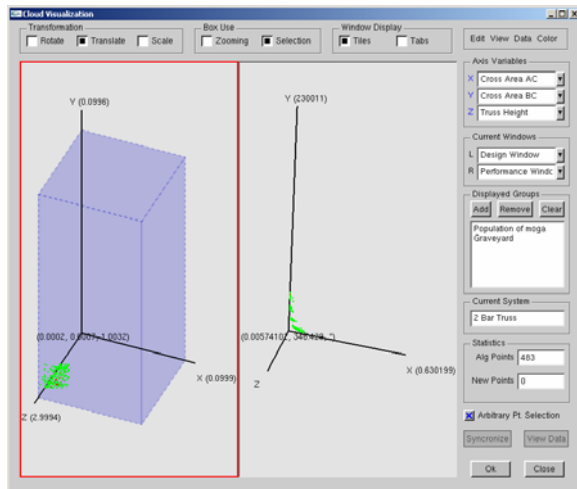 Cloud Visualization
Transformation
Rotate Translate Scale
Box Use
Zooming Selection
Window Display
Tiles Tabs
Edit View Data Color
Y (0.0996)
X (0.0999)
Z (2.9994)
Y (230011)
X (0.630199)
Z
Axis Variables
X Cross Area AC
Y Cross Area BC
Z Truss Height
Current Windows
L Design Window
R Performance Windc
Displayed Groups
Add Remove Clear
Population of moga
Graveyard
Current System
2 Bar Truss
Statistics
Alg Points 483
New Points 0
Arbitrary Pt. Selection
Syncronize View Data
Ok Close